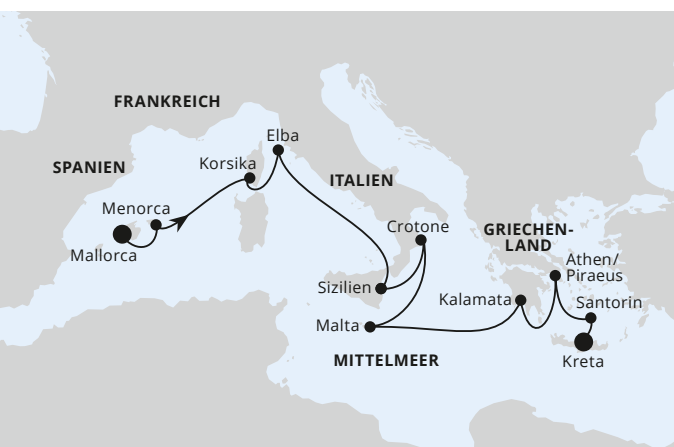 FRANKREICH
Elba
Korsika
SPANIEN
ITALIEN
Menorca
Crotone
GRIECHEN-
LAND
Mallorca
Athen/
Piraeus
Sizilien
Kalamata
Santorin
Malta
MITTELMEER
Kreta